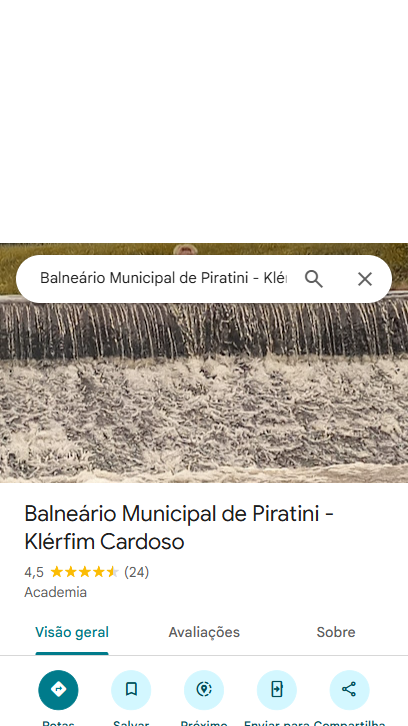 Balneário Municipal de Piratini - Klér
Balneário Municipal de Piratini -
Klérfim Cardoso
4,5 (24)
Academia
Visão geral Avaliações Sobre
Rotas Salvar Próximo Enviar para Compartilha